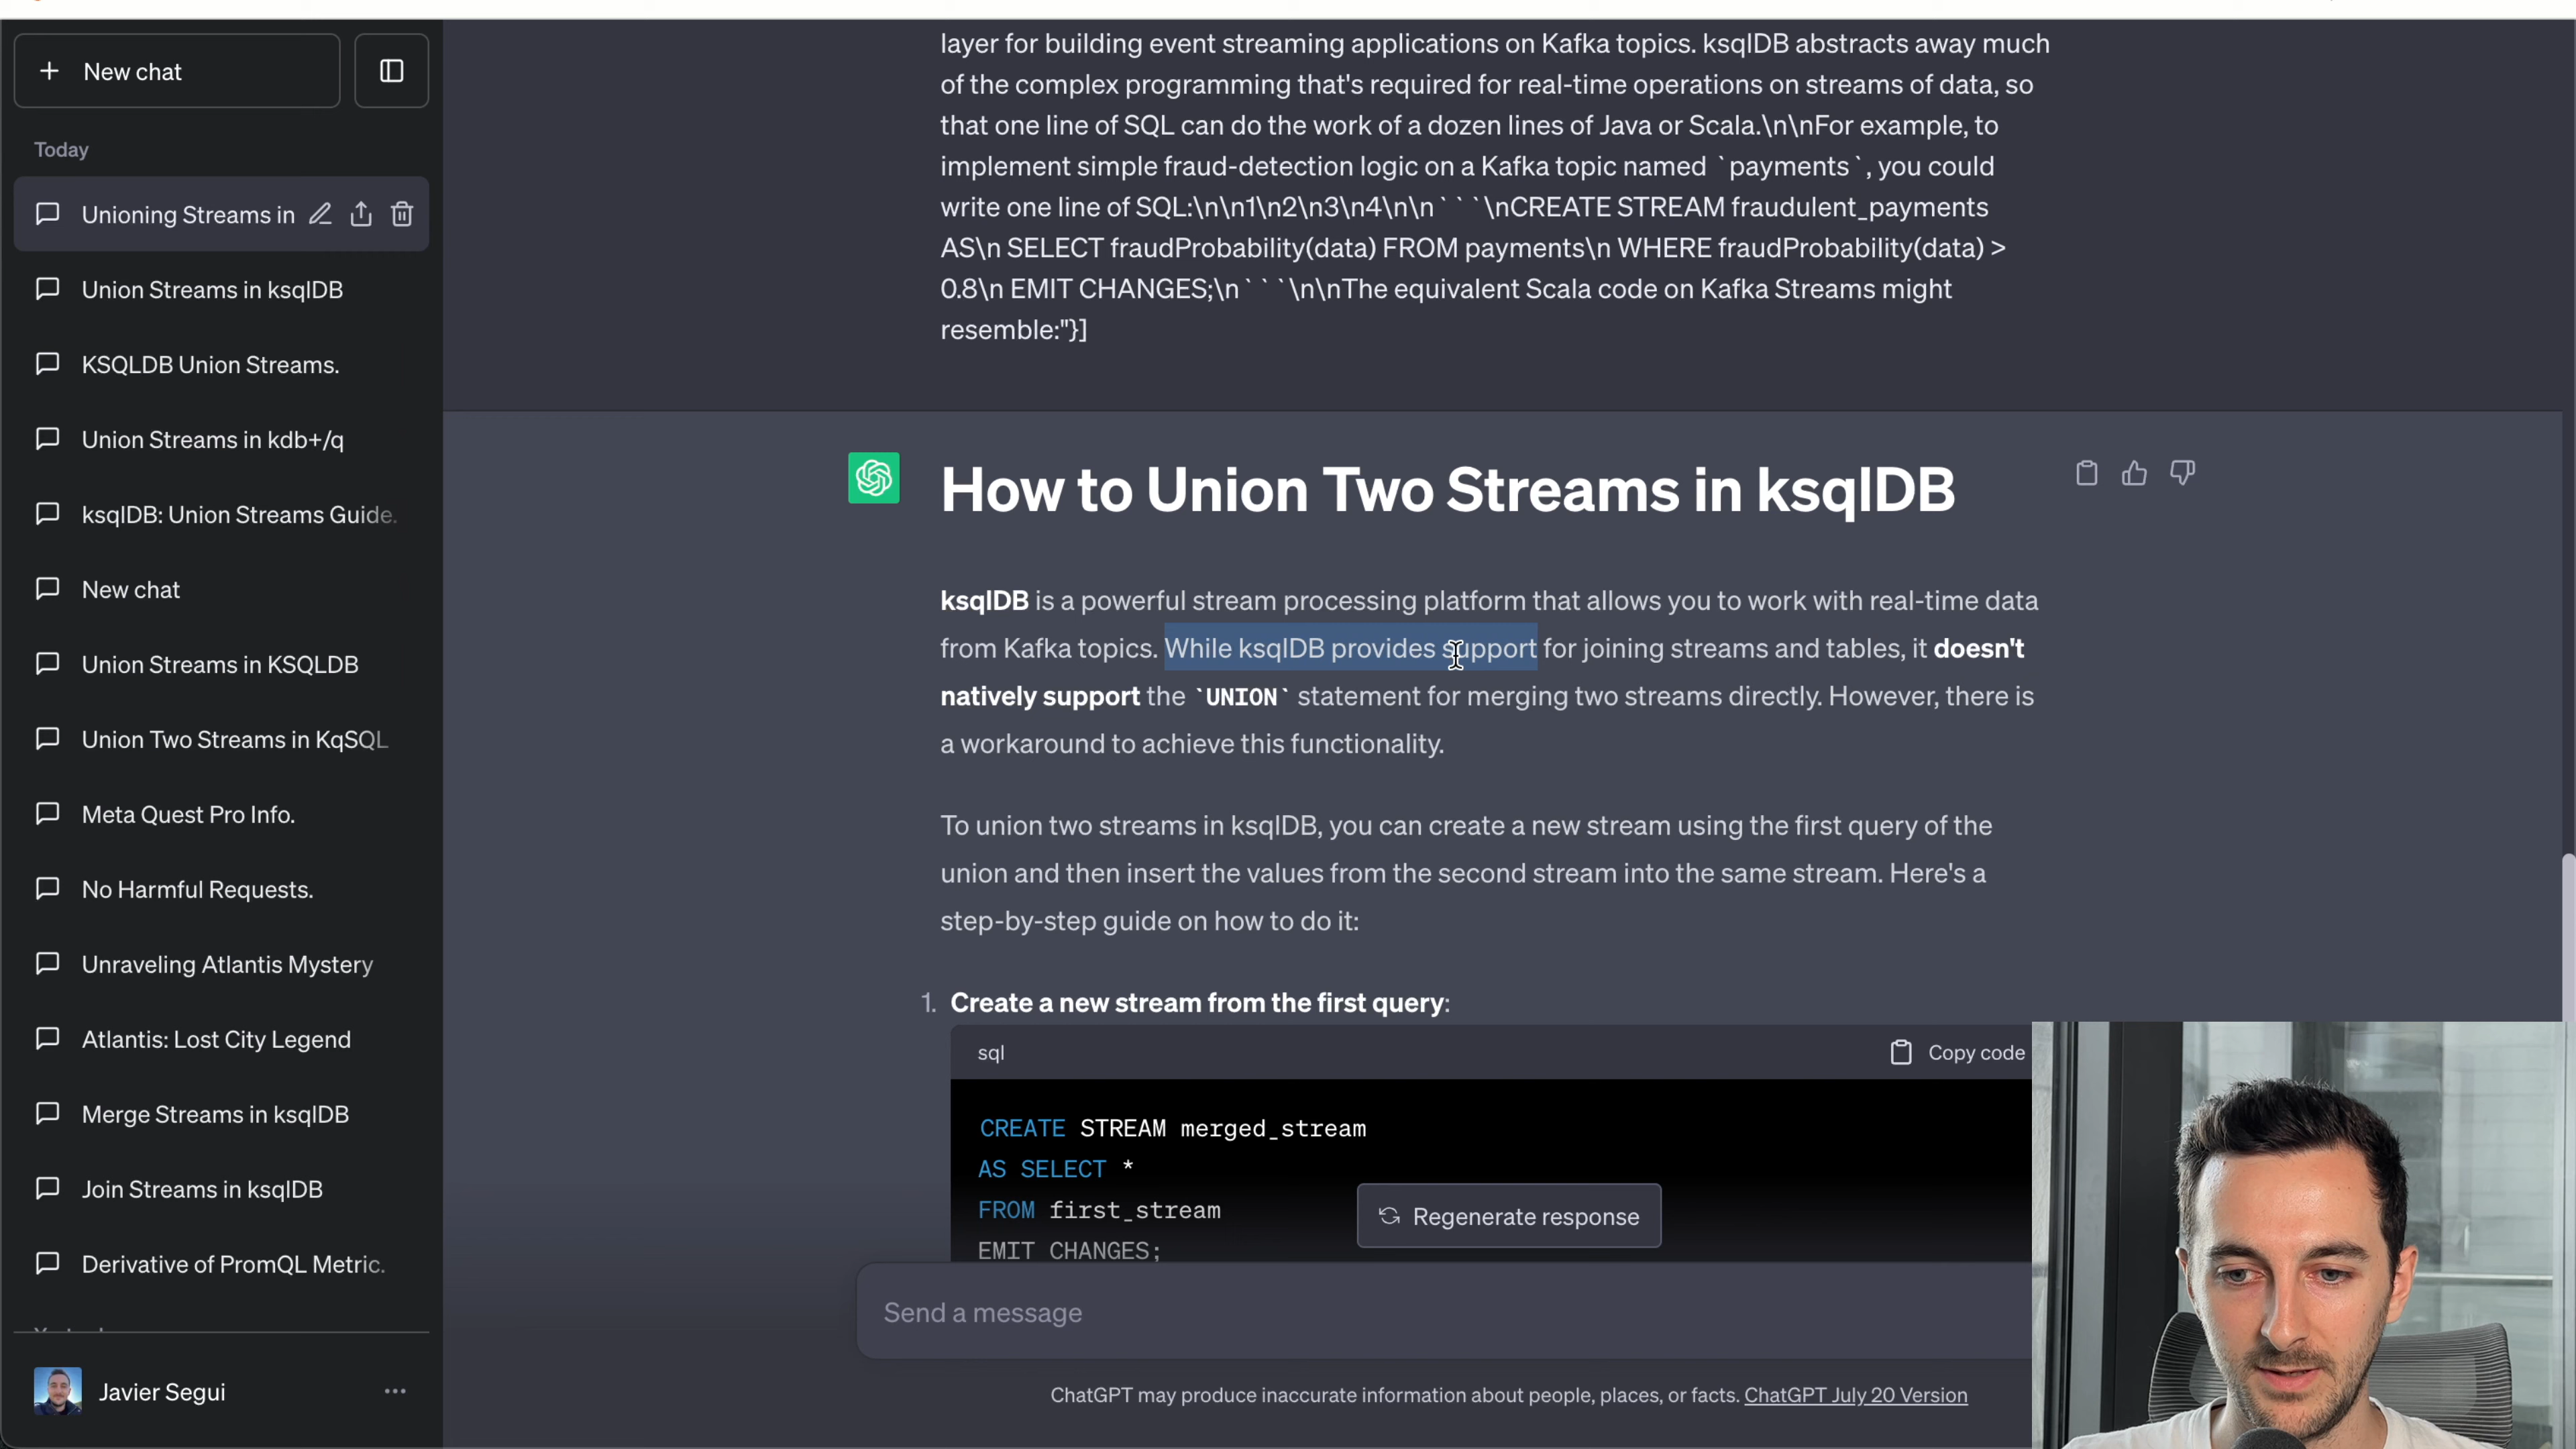 New chat
Today
Unioning Streams in
Union Streams in ksqlDB
KSQLDB Union Streams.
Union Streams in kdb+/q
ksqlDB: Union Streams Guide.
New chat
Union Streams in KSQLDB
Union Two Streams in KqSQL
Meta Quest Pro Info.
No Harmful Requests.
Unraveling Atlantis Mystery
Atlantis: Lost City Legend
Merge Streams in ksqlDB
Join Streams in ksqlDB
Derivative of PromQL Metric.
Javier Segui
layer for building event streaming applications on Kafka topics. ksqlDB abstracts away much
of the complex programming that's required for real-time operations on streams of data, so
that one line of SQL can do the work of a dozen lines of Java or Scala.\n\nFor example, to
implement simple fraud-detection logic on a Kafka topic named `payments`, you could
write one line of SQL:\n\n1\n2\n3\n4\n\n```\nCREATE STREAM fraudulent_payments
AS\n SELECT fraudProbability(data) FROM payments\n WHERE fraudProbability(data) >
0.8\n EMIT CHANGES;\n```\n\nThe equivalent Scala code on Kafka Streams might
resemble:"}]
How to Union Two Streams in ksqlDB
ksqlDB is a powerful stream processing platform that allows you to work with real-time data
from Kafka topics. While ksqlDB provides support for joining streams and tables, it doesn't
natively support the `UNION` statement for merging two streams directly. However, there is
a workaround to achieve this functionality.
To union two streams in ksqlDB, you can create a new stream using the first query of the
union and then insert the values from the second stream into the same stream. Here's a
step-by-step guide on how to do it:
1. Create a new stream from the first query:
sql
Copy code
CREATE STREAM merged_stream
AS SELECT *
FROM first_stream
EMIT CHANGES;
Regenerate response
Send a message
ChatGPT may produce inaccurate information about people, places, or facts. ChatGPT July 20 Version